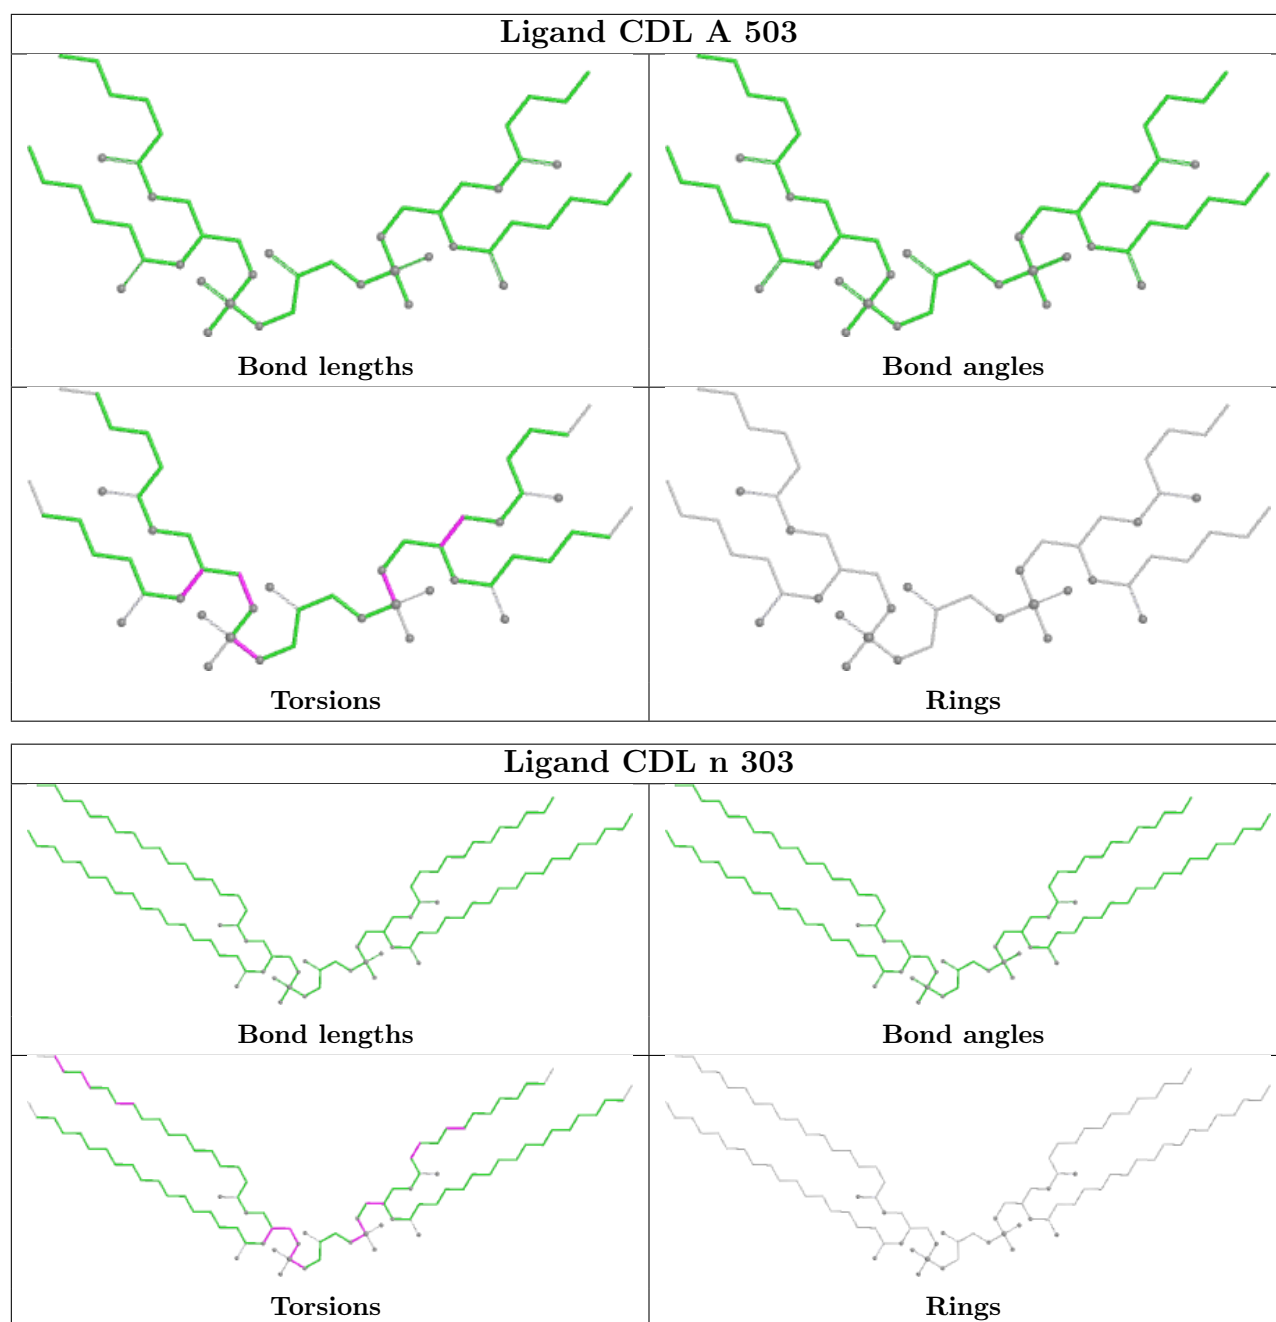 Ligand CDL A 503
Bond lengths
Bond angles
Torsions
Rings
Ligand CDL n 303
Bond lengths
Bond angles
Torsions
Rings